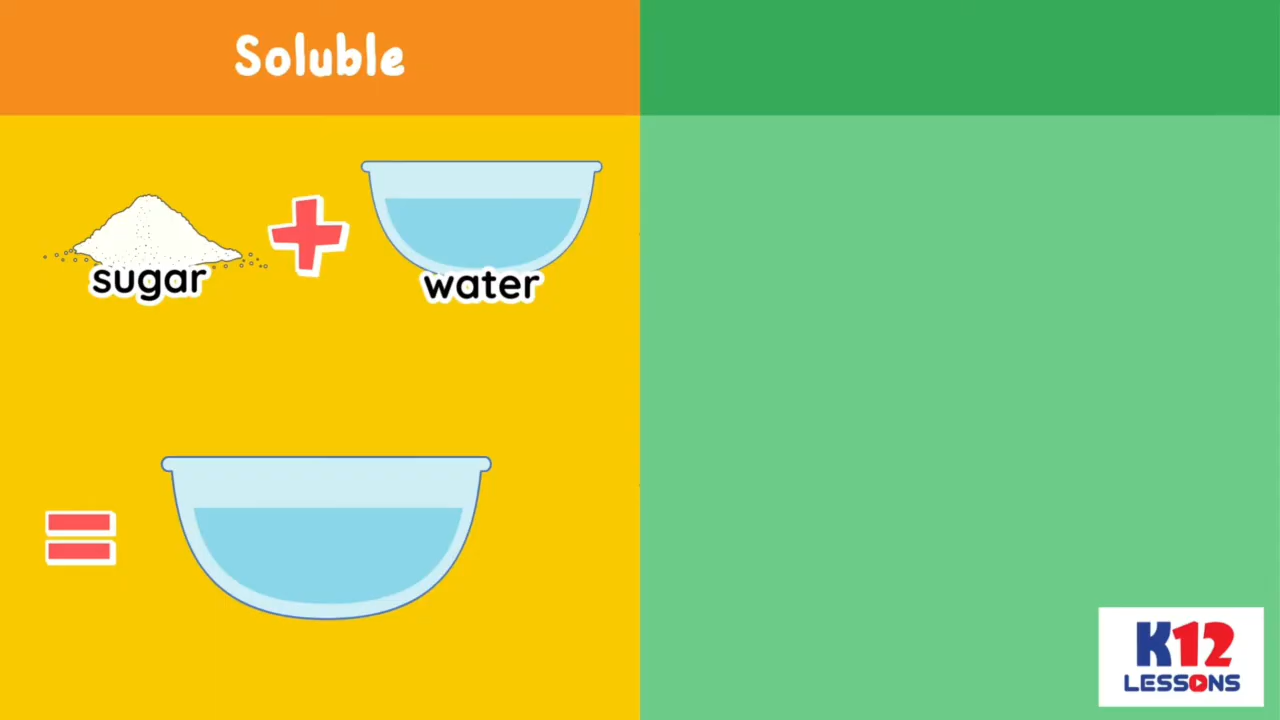 Soluble
sugar
+
water
=
K12
LESSONS